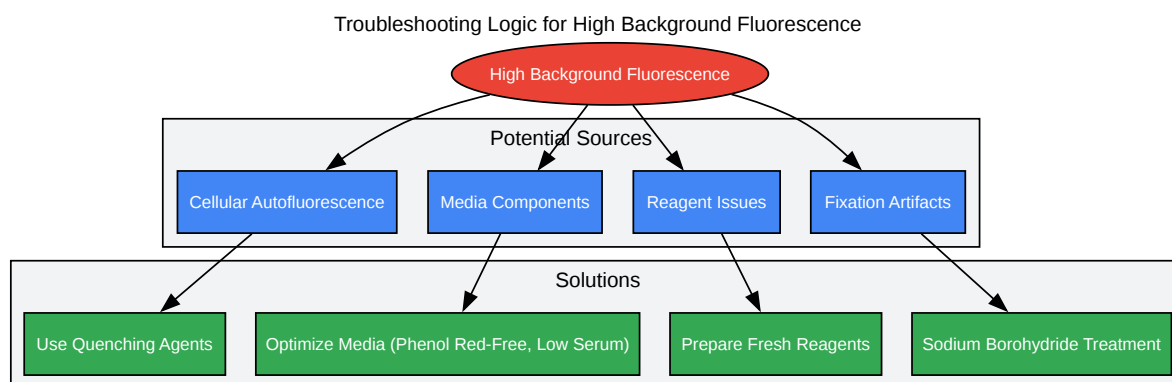 Troubleshooting Logic for High Background Fluorescence
High Background Fluorescence
Potential Sources
Cellular Autofluorescence
Media Components
Reagent Issues
Fixation Artifacts
Solutions
Use Quenching Agents
Optimize Media (Phenol Red-Free, Low Serum)
Prepare Fresh Reagents
Sodium Borohydride Treatment